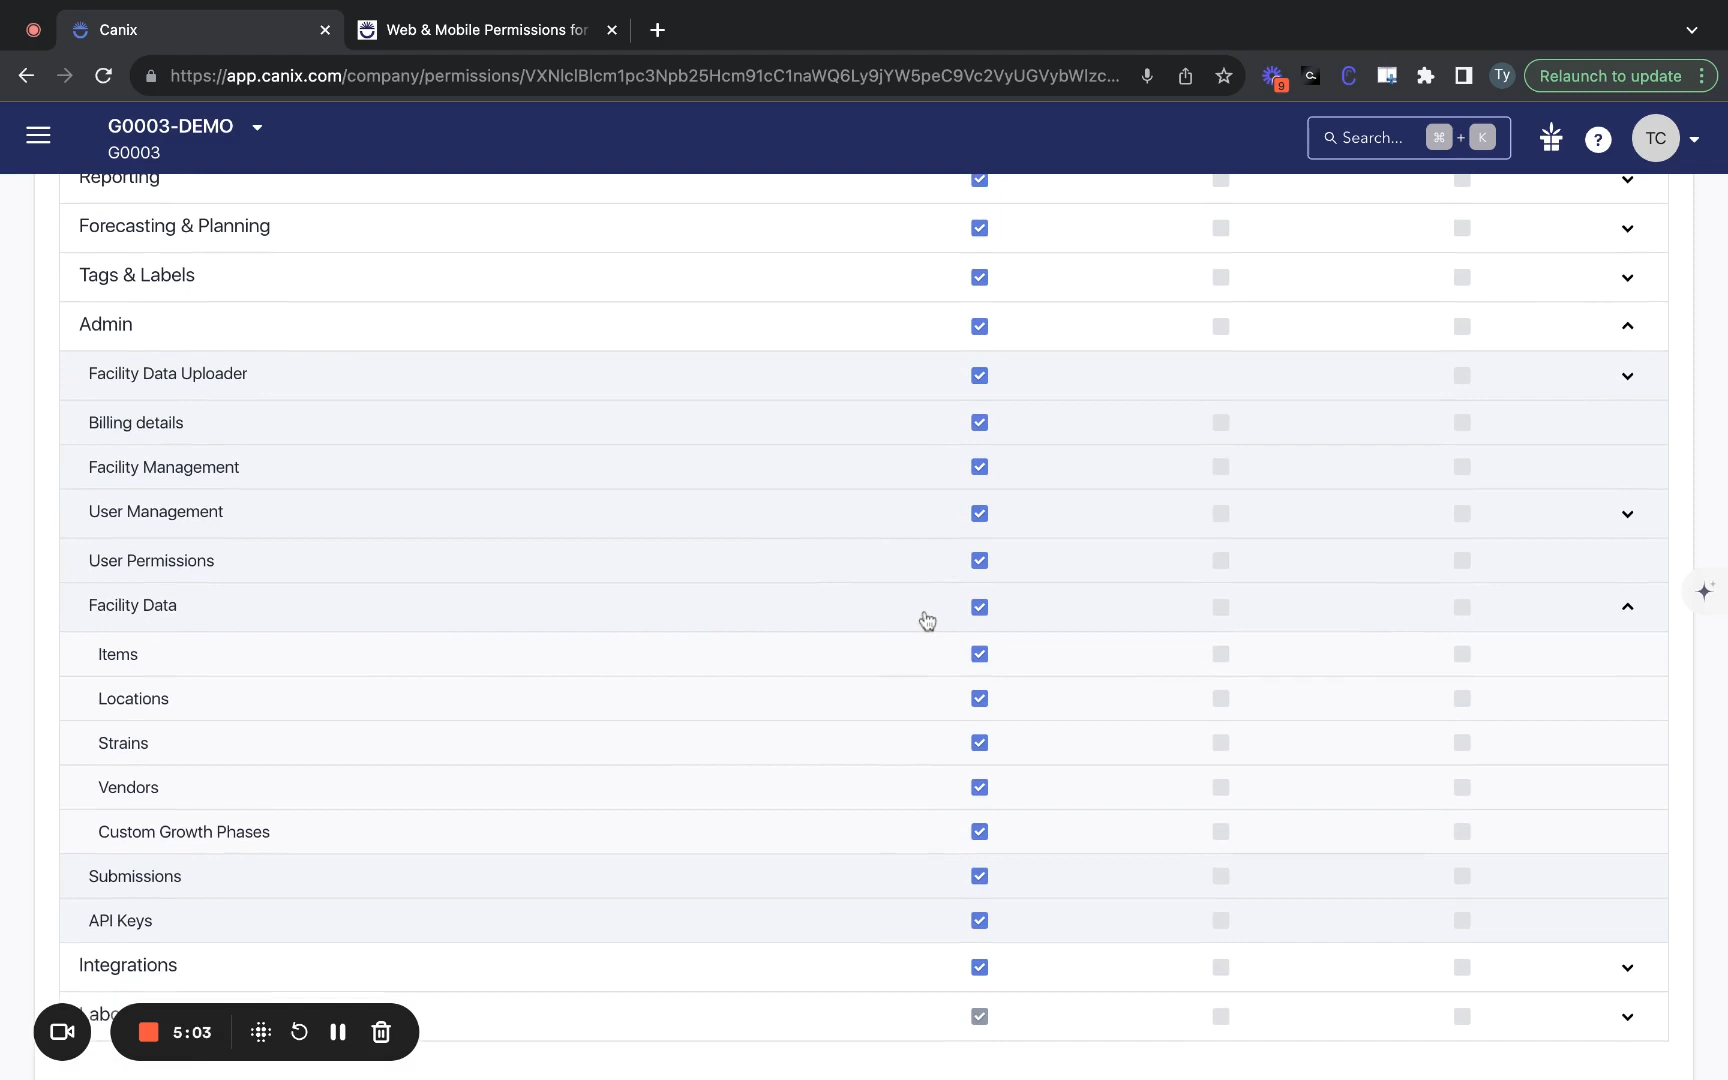 Canix
Web & Mobile Permissions for
https://app.canix.com/company/permissions/VXNlclBlcm1pc3Npb25Hcm91cC1naWQ6Ly9jYW5peC9Vc2VyUGVybWlzc...
9
Ty
Relaunch to update
G0003-DEMO
G0003
Search...
⌘ + K
?
TC
Reporting
Forecasting & Planning
Tags & Labels
Admin
Facility Data Uploader
Billing details
Facility Management
User Management
User Permissions
Facility Data
Items
Locations
Strains
Vendors
Custom Growth Phases
Submissions
API Keys
Integrations
5:03